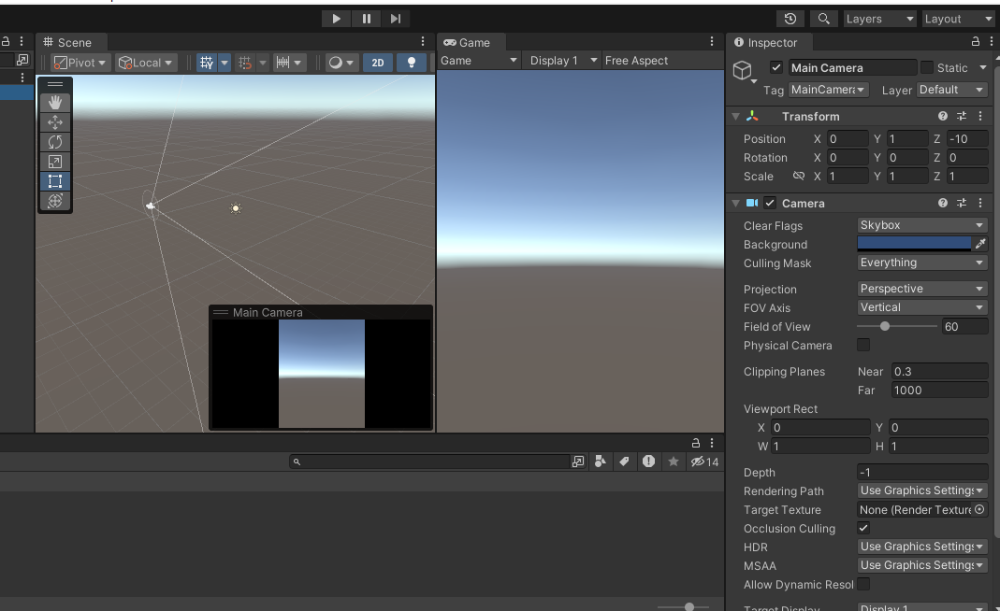 Layers
Layout
Scene
Game
Inspector
Pivot
Local
2D
Game
Display 1
Free Aspect
Main Camera
Static
Tag
MainCamera
Layer
Default
Transform
Position X 0 Y 1 Z -10
Rotation X 0 Y 0 Z 0
Scale X 1 Y 1 Z 1
Camera
Clear Flags Skybox
Background
Culling Mask Everything
Projection Perspective
FOV Axis Vertical
Field of View 60
Physical Camera
Clipping Planes Near 0.3
Far 1000
Viewport Rect
X 0 Y 0
W 1 H 1
Depth -1
Rendering Path Use Graphics Settings
Target Texture None (Render Texture
Occlusion Culling
HDR Use Graphics Settings
MSAA Use Graphics Settings
Allow Dynamic Resol
Target Display Display 1
Main Camera
14